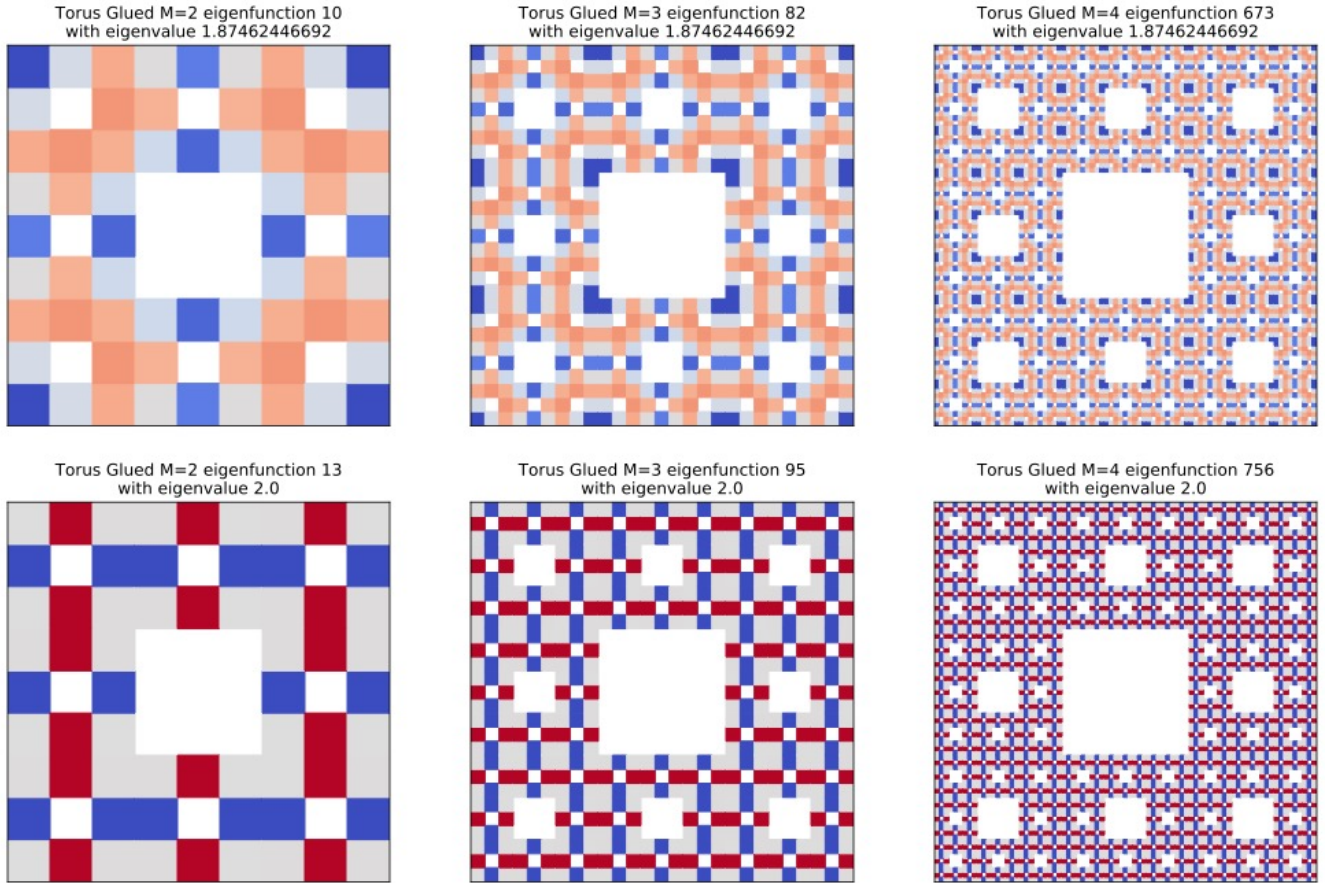 Torus Glued M=2 eigenfunction 10
with eigenvalue 1.87462446692
Torus Glued M=3 eigenfunction 82
with eigenvalue 1.87462446692
Torus Glued M=4 eigenfunction 673
with eigenvalue 1.87462446692
Torus Glued M=2 eigenfunction 13
with eigenvalue 2.0
Torus Glued M=3 eigenfunction 95
with eigenvalue 2.0
Torus Glued M=4 eigenfunction 756
with eigenvalue 2.0